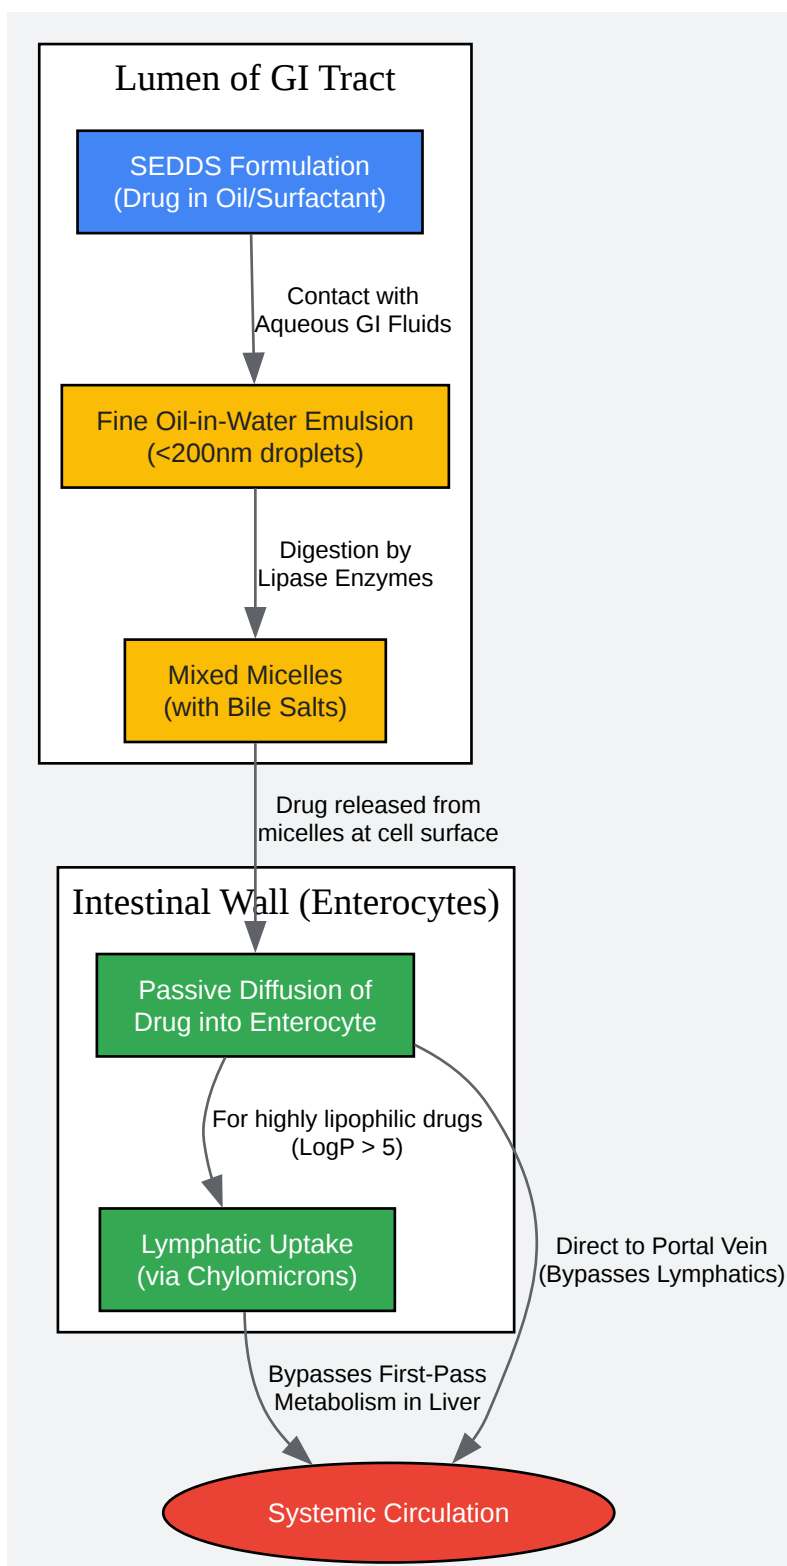 Lumen of GI Tract
SEDDS Formulation
(Drug in Oil/Surfactant)
Contact with
Aqueous GI Fluids
Fine Oil-in-Water Emulsion
(<200nm droplets)
Digestion by
Lipase Enzymes
Mixed Micelles
(with Bile Salts)
Drug released from
micelles at cell surface
Intestinal Wall (Enterocytes)
Passive Diffusion of
Drug into Enterocyte
For highly lipophilic drugs
(LogP > 5)
Lymphatic Uptake
(via Chylomicrons)
Direct to Portal Vein
(Bypasses Lymphatics)
Bypasses First-Pass
Metabolism in Liver
Systemic Circulation